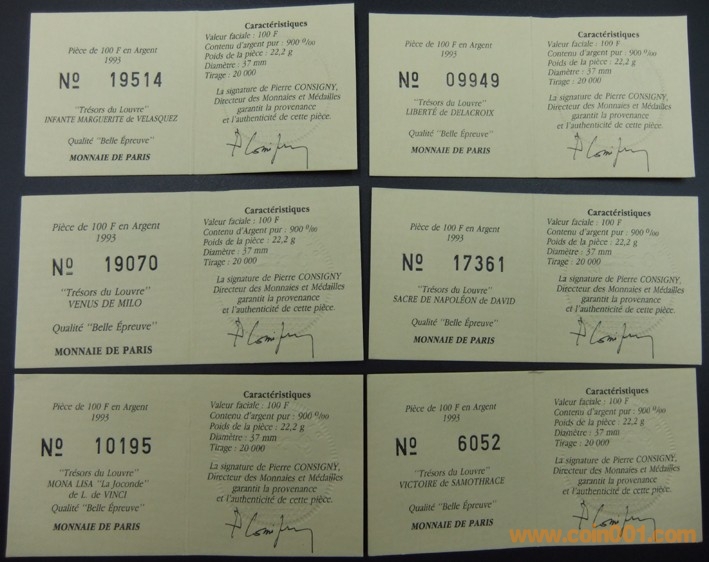 Pièce de 100 F en Argent
1993
Nº 19514
"Trésors du Louvre"
INFANTE MARGUERITE de VELASQUEZ
Qualité "Belle Épreuve"
MONNAIE DE PARIS
Caractéristiques
Valeur faciale : 100 F
Contenu d'argent pur : 900 º/₀₀
Poids de la pièce : 22,2 g
Diamètre : 37 mm
Tirage : 20 000
La signature de Pierre CONSIGNY,
Directeur des Monnaies et Médailles
garantit la provenance
et l'authenticité de cette pièce.
Pièce de 100 F en Argent
1993
Nº 09949
"Trésors du Louvre"
LIBERTÉ de DELACROIX
Qualité "Belle Épreuve"
MONNAIE DE PARIS
Caractéristiques
Valeur faciale : 100 F
Contenu d'argent pur : 900 º/₀₀
Poids de la pièce : 22,2 g
Diamètre : 37 mm
Tirage : 20 000
La signature de Pierre CONSIGNY,
Directeur des Monnaies et Médailles
garantit la provenance
et l'authenticité de cette pièce.
Pièce de 100 F en Argent
1993
Nº 19070
"Trésors du Louvre"
VENUS DE MILO
Qualité "Belle Épreuve"
MONNAIE DE PARIS
Caractéristiques
Valeur faciale : 100 F
Contenu d'Argent pur : 900 º/₀₀
Poids de la pièce : 22,2 g
Diamètre : 37 mm
Tirage : 20 000
La signature de Pierre CONSIGNY
Directeur des Monnaies et Médailles
garantit la provenance
et l'authenticité de cette pièce.
Pièce de 100 F en Argent
1993
Nº 17361
"Trésors du Louvre"
SACRE DE NAPOLÉON de DAVID
Qualité "Belle Épreuve"
MONNAIE DE PARIS
Caractéristiques
Valeur faciale : 100 F
Contenu d'argent pur : 900 º/₀₀
Poids de la pièce : 22,2 g
Diamètre : 37 mm
Tirage : 20 000
La signature de Pierre CONSIGNY,
Directeur des Monnaies et Médailles
garantit la provenance
et l'authenticité de cette pièce.
Pièce de 100 F en Argent
1993
Nº 10195
"Trésors du Louvre"
MONA LISA "La Joconde"
de L. de VINCI
Qualité "Belle Épreuve"
MONNAIE DE PARIS
Caractéristiques
Valeur faciale : 100 F
Contenu d'argent pur : 900 º/₀₀
Poids de la pièce : 22,2 g
Diamètre : 37 mm
Tirage : 20 000
La signature de Pierre CONSIGNY,
Directeur des Monnaies et Médailles
garantit la provenance
et l'authenticité de cette pièce.
Pièce de 100 F en Argent
1993
Nº 6052
"Trésors du Louvre"
VICTOIRE de SAMOTHRACE
Qualité "Belle Épreuve"
MONNAIE DE PARIS
Caractéristiques
Valeur faciale : 100 F
Contenu d'argent pur : 900 º/₀₀
Poids de la pièce : 22,2 g
Diamètre : 37 mm
Tirage : 20 000
La signature de Pierre CONSIGNY,
Directeur des Monnaies et Médailles
garantit la provenance
et l'authenticité de cette pièce.
www.coin001.com